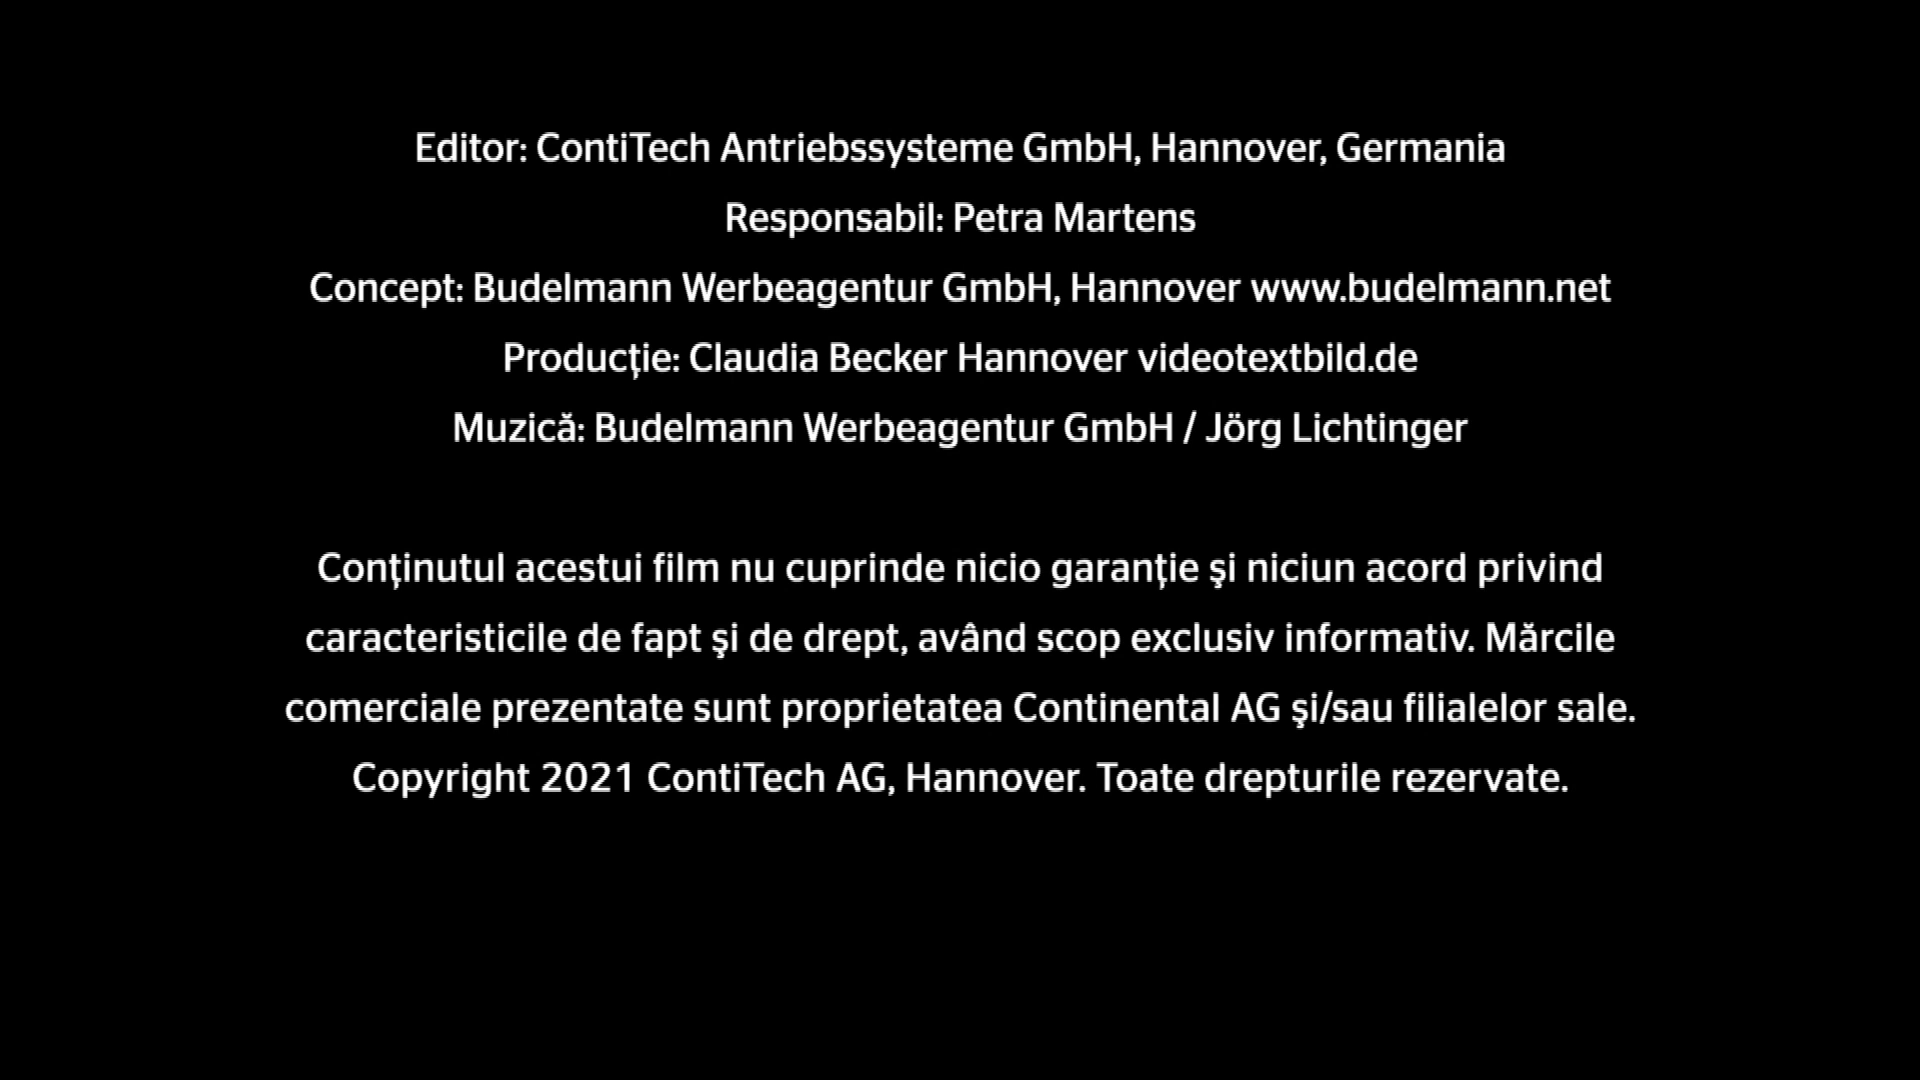 Editor: ContiTech Antriebssysteme GmbH, Hannover, Germania
Responsabil: Petra Martens
Concept: Budelmann Werbeagentur GmbH, Hannover www.budelmann.net
Producție: Claudia Becker Hannover videotextbild.de
Muzică: Budelmann Werbeagentur GmbH / Jörg Lichtinger
Conținutul acestui film nu cuprinde nicio garanție şi niciun acord privind
caracteristicile de fapt şi de drept, având scop exclusiv informativ. Mărcile
comerciale prezentate sunt proprietatea Continental AG şi/sau filialelor sale.
Copyright 2021 ContiTech AG, Hannover. Toate drepturile rezervate.